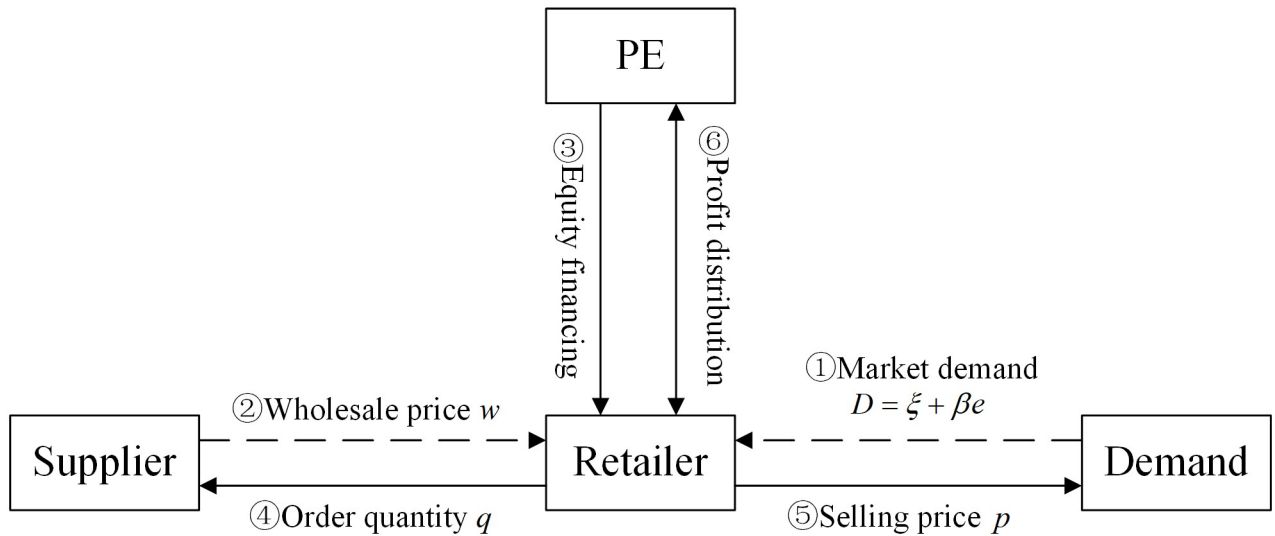 PE
③Equity financing
⑥Profit distribution
①Market demand
D = ξ + βe
②Wholesale price w
Supplier
Retailer
Demand
④Order quantity q
⑤Selling price p